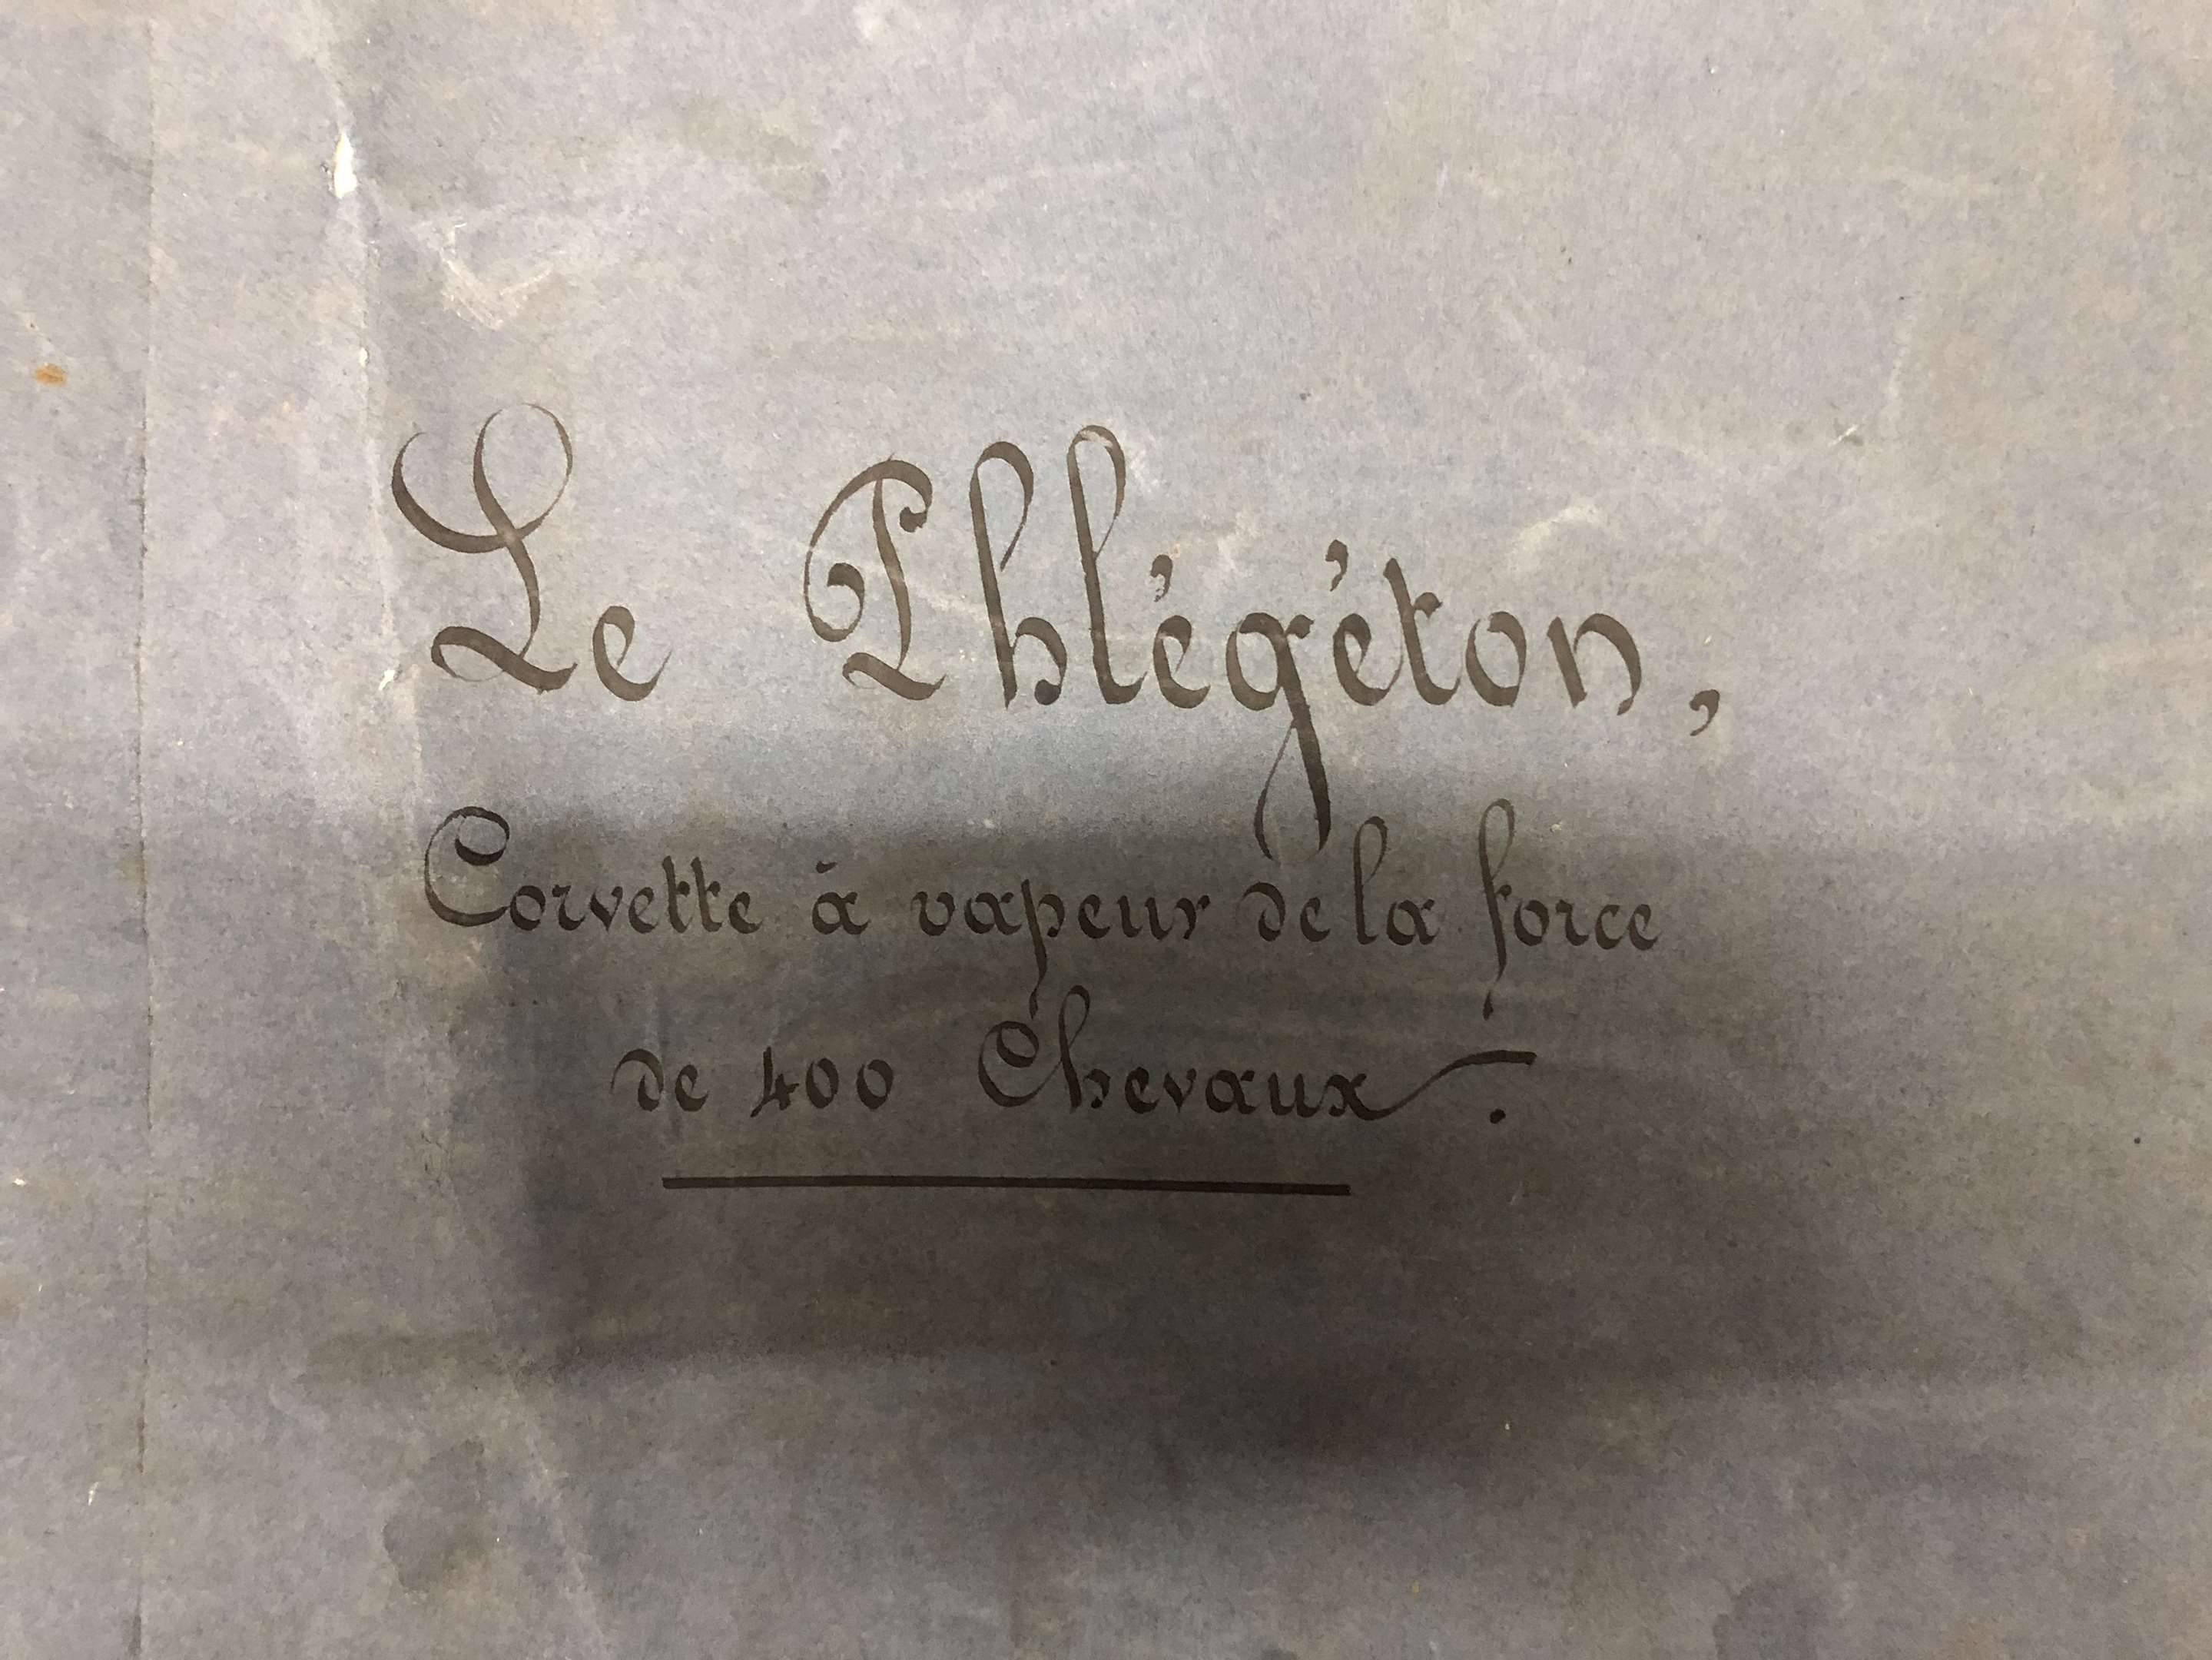 Le Phlégéton,
Corvette à vapeur de la force
de 400 Chevaux.